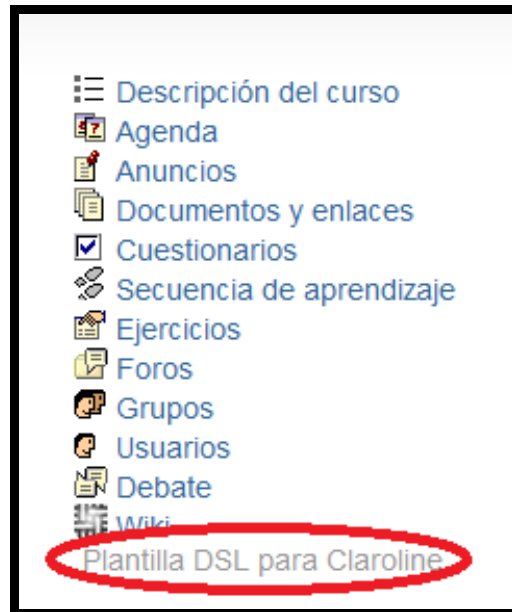 Descripción del curso
Agenda
Anuncios
Documentos y enlaces
Cuestionarios
Secuencia de aprendizaje
Ejercicios
Foros
Grupos
Usuarios
Debate
Wiki
Plantilla DSL para Claroline